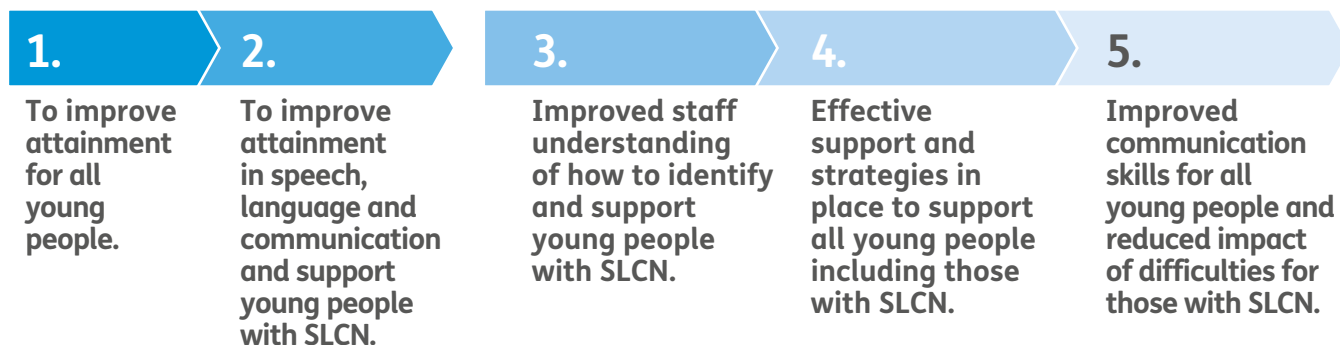 1.
To improve
attainment
for all
young
people.
2.
To improve
attainment
in speech,
language and
communication
and support
young people
with SLCN.
3.
Improved staff
understanding
of how to identify
and support
young people
with SLCN.
4.
Effective
support and
strategies in
place to support
all young people
including those
with SLCN.
5.
Improved
communication
skills for all
young people and
reduced impact
of difficulties for
those with SLCN.